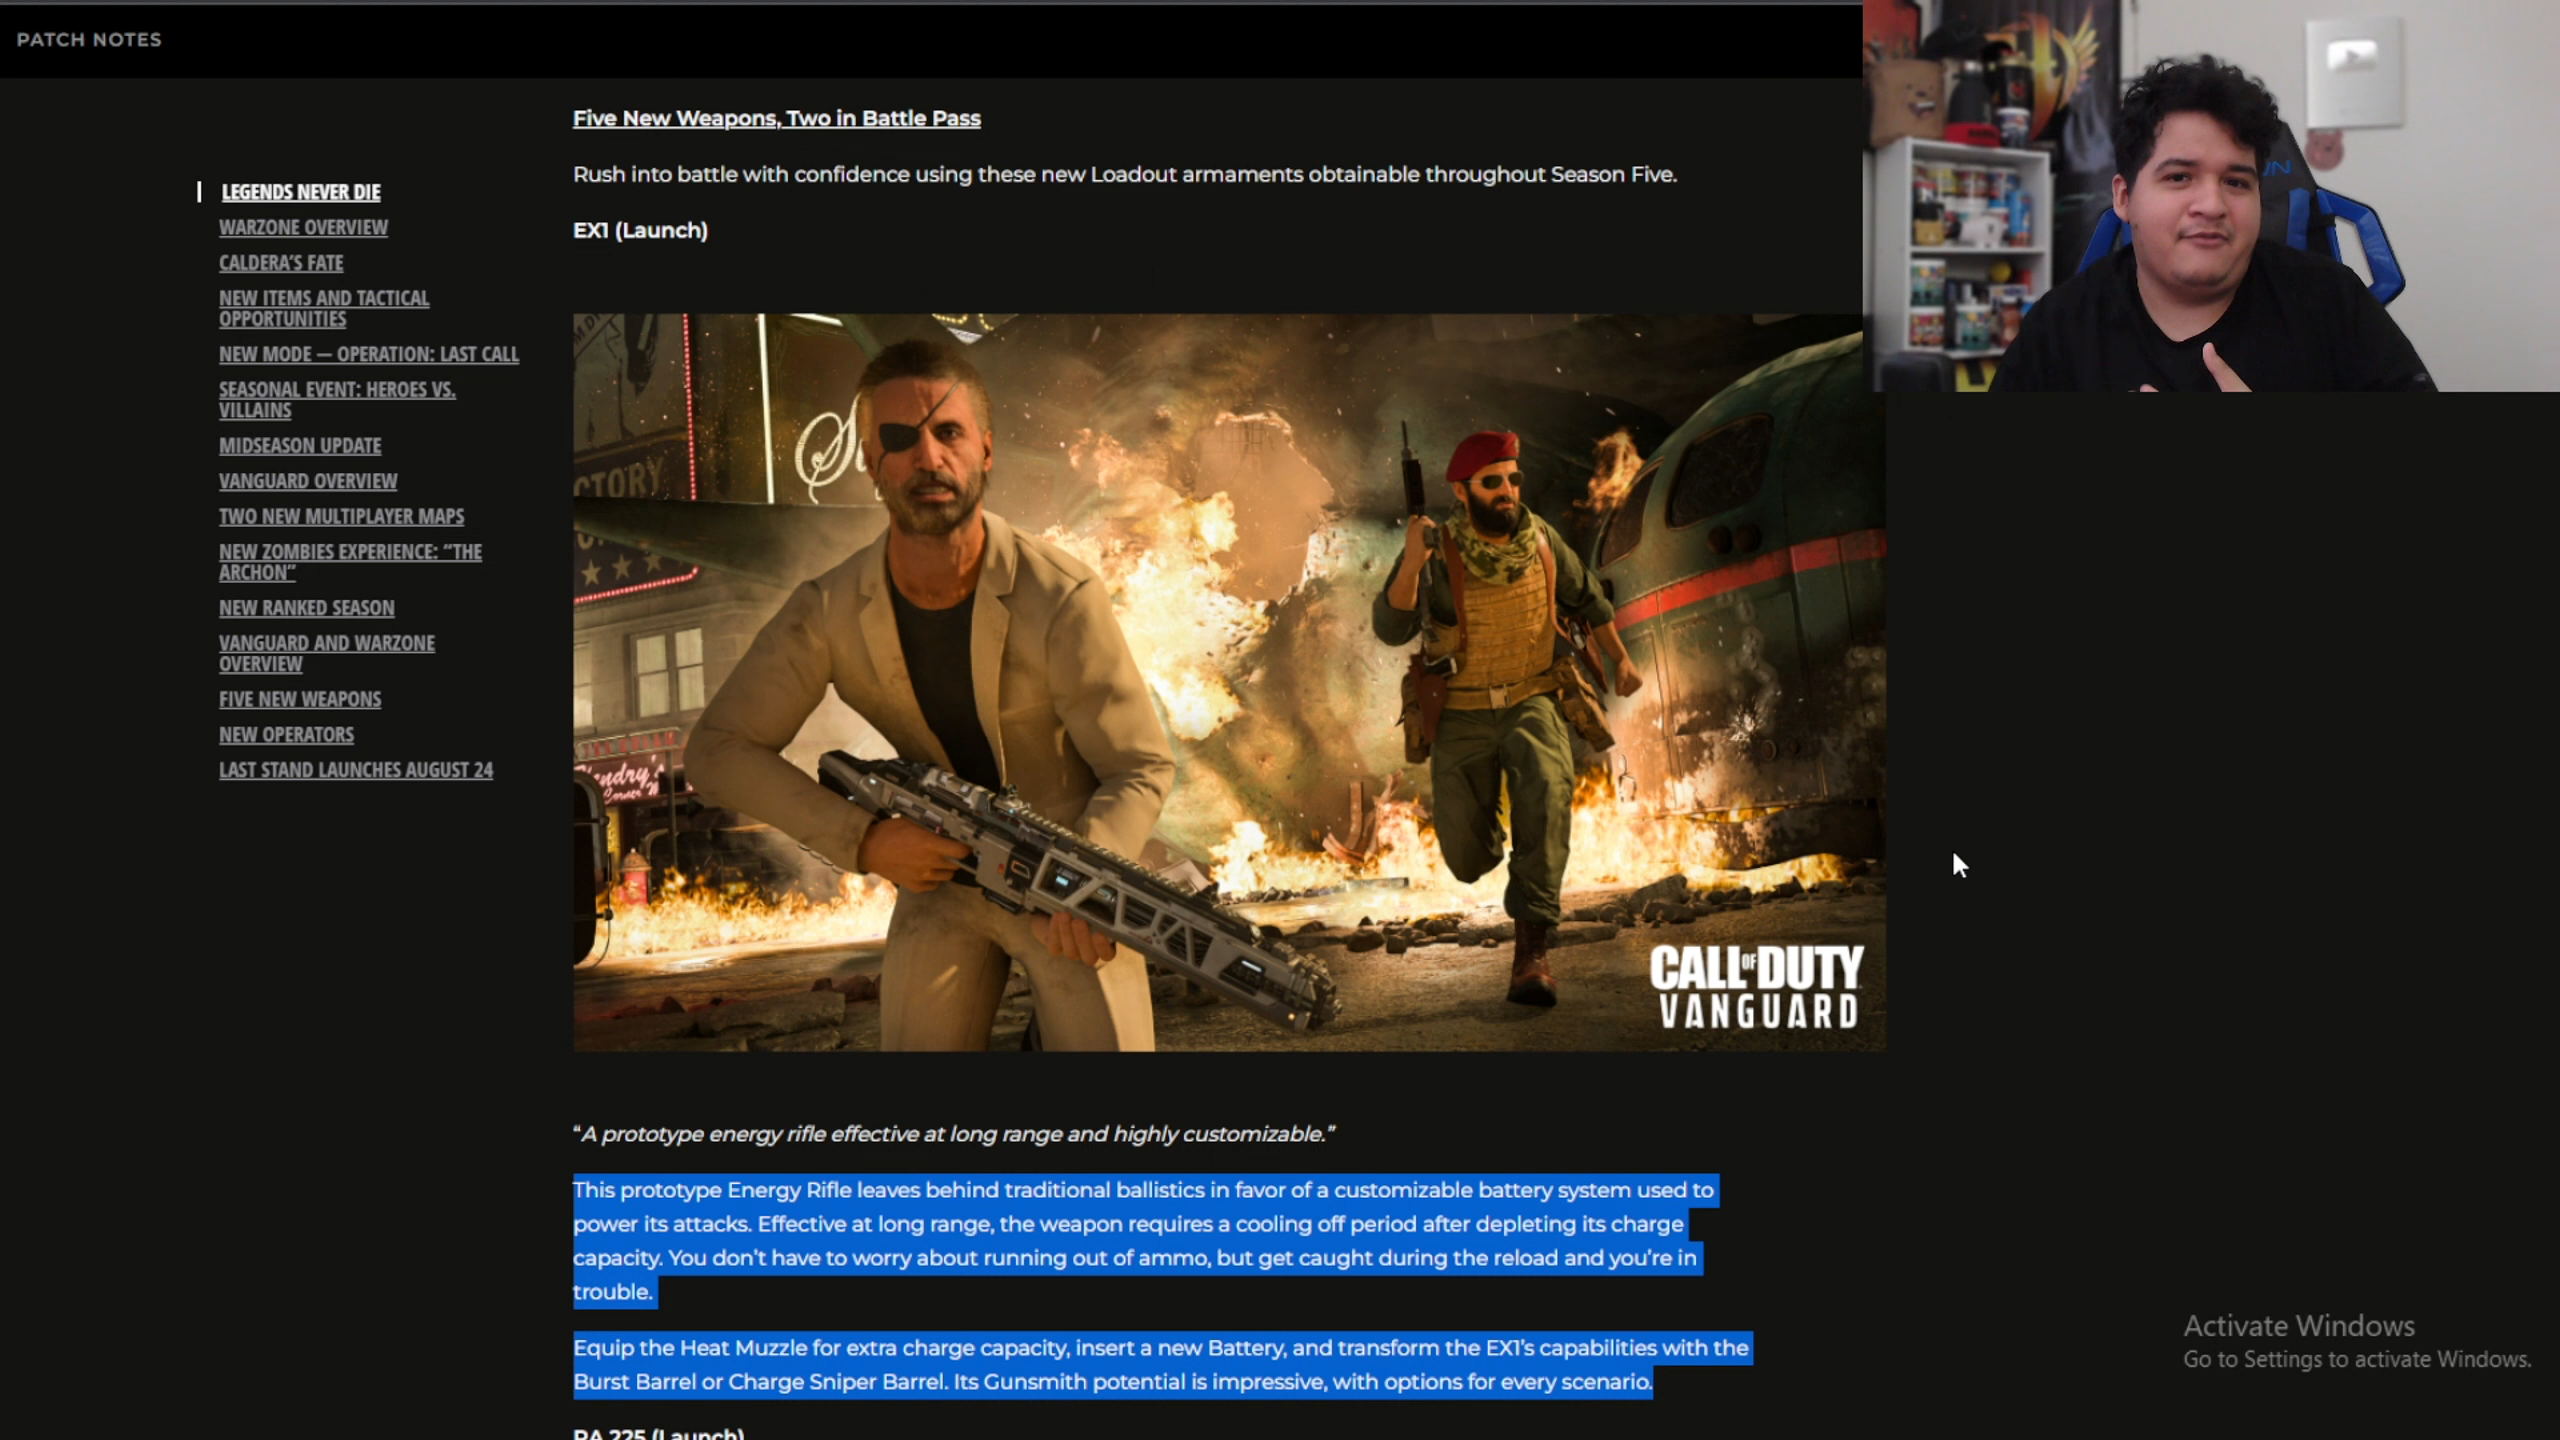 PATCH NOTES
LEGENDS NEVER DIE
WARZONE OVERVIEW
CALDERA'S FATE
NEW ITEMS AND TACTICAL
OPPORTUNITIES
NEW MODE — OPERATION: LAST CALL
SEASONAL EVENT: HEROES VS.
VILLAINS
MIDSEASON UPDATE
VANGUARD OVERVIEW
TWO NEW MULTIPLAYER MAPS
NEW ZOMBIES EXPERIENCE: “THE
ARCHON”
NEW RANKED SEASON
VANGUARD AND WARZONE
OVERVIEW
FIVE NEW WEAPONS
NEW OPERATORS
LAST STAND LAUNCHES AUGUST 24
Five New Weapons, Two in Battle Pass
Rush into battle with confidence using these new Loadout armaments obtainable throughout Season Five.
EX1 (Launch)
CTORY
CALL OF DUTY
VANGUARD
“A prototype energy rifle effective at long range and highly customizable.”
This prototype Energy Rifle leaves behind traditional ballistics in favor of a customizable battery system used to
power its attacks. Effective at long range, the weapon requires a cooling off period after depleting its charge
capacity. You don’t have to worry about running out of ammo, but get caught during the reload and you’re in
trouble.
Equip the Heat Muzzle for extra charge capacity, insert a new Battery, and transform the EX1’s capabilities with the
Burst Barrel or Charge Sniper Barrel. Its Gunsmith potential is impressive, with options for every scenario.
RA 225 (Launch)
Activate Windows
Go to Settings to activate Windows.